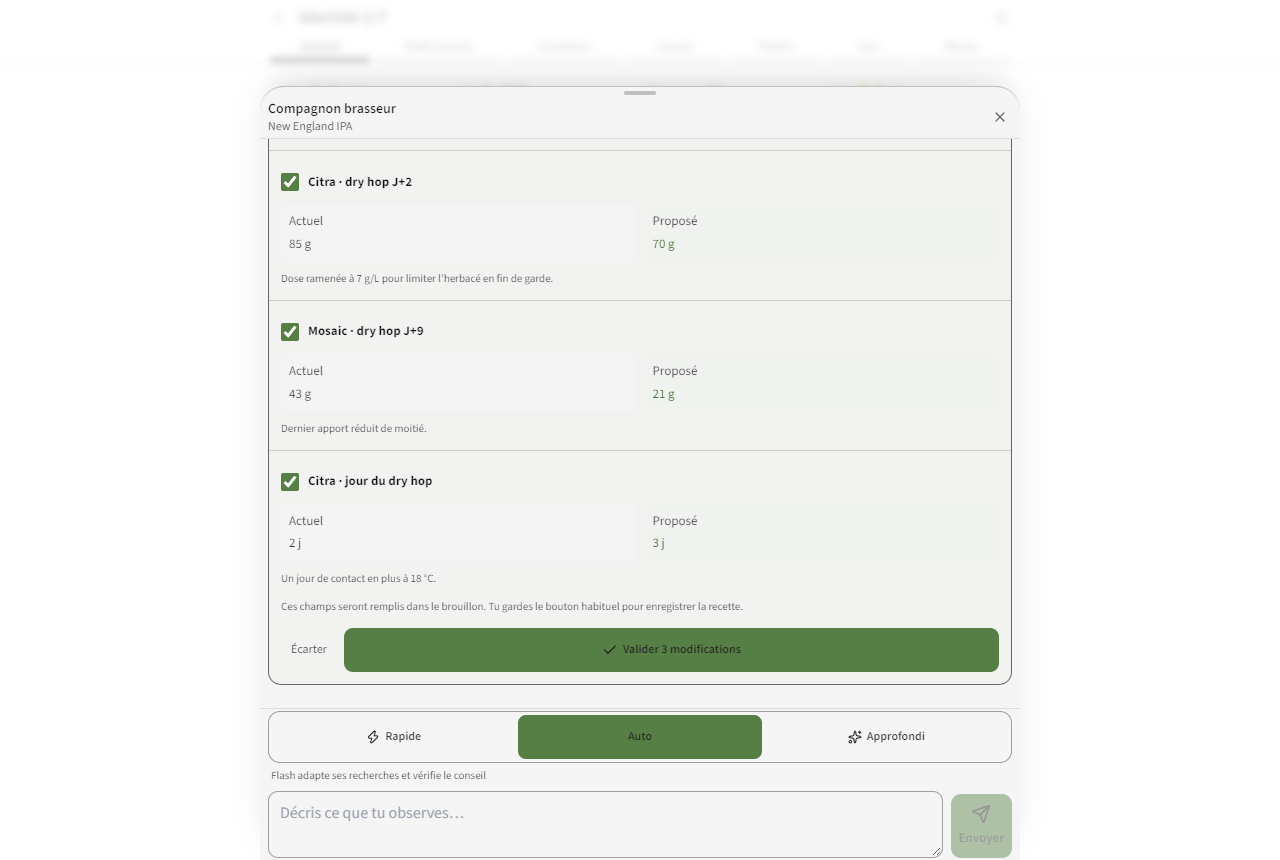 Compagnon brasseur
New England IPA
Citra · dry hop J+2
Actuel
85 g
Proposé
70 g
Dose ramenée à 7 g/L pour limiter l'herbacé en fin de garde.
Mosaic · dry hop J+9
Actuel
43 g
Proposé
21 g
Dernier apport réduit de moitié.
Citra · jour du dry hop
Actuel
2 j
Proposé
3 j
Un jour de contact en plus à 18 °C.
Ces champs seront remplis dans le brouillon. Tu gardes le bouton habituel pour enregistrer la recette.
Écarter
Valider 3 modifications
Rapide
Auto
Approfondi
Flash adapte ses recherches et vérifie le conseil
Décris ce que tu observes…
Envoyer